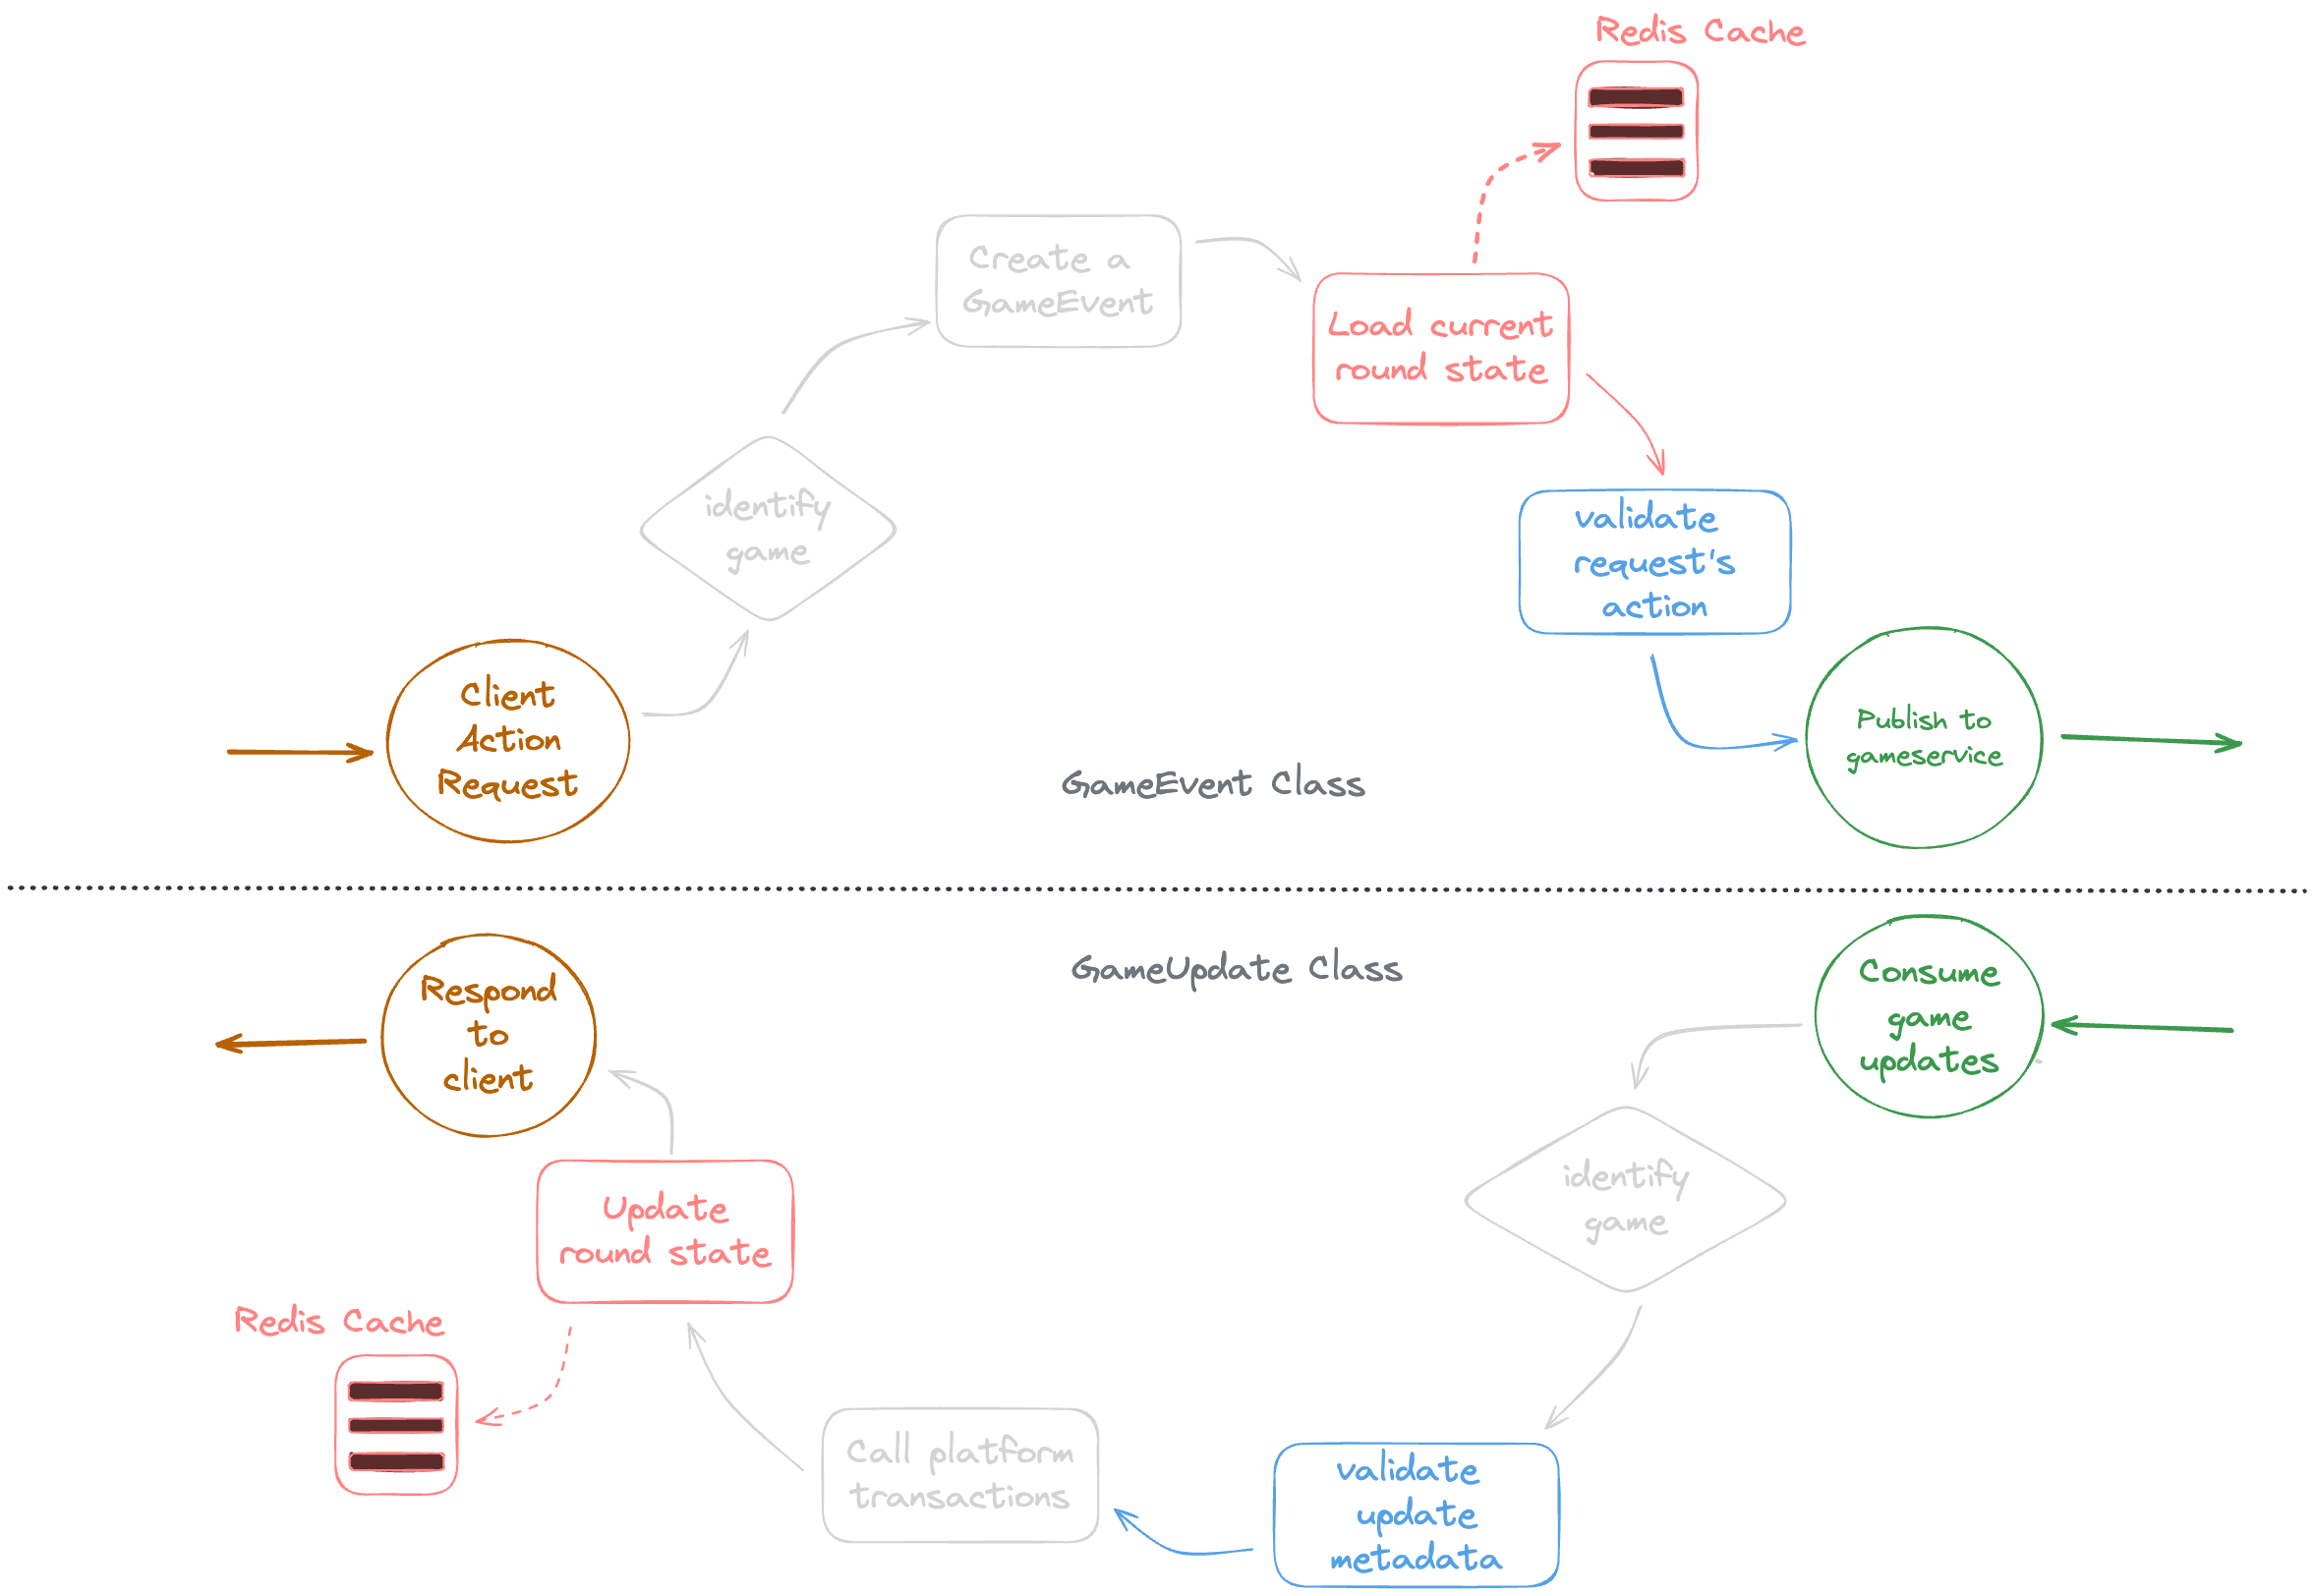 Redis Cache
Create a
GameEvent
Load current
round state
identify
game
validate
request's
action
Client
Action
Request
Publish to
gameservice
GameEvent Class
GameUpdate Class
Respond
to
client
Consume
game
updates
identify
game
Update
round state
Redis Cache
Call platform
transactions
validate
update
metadata